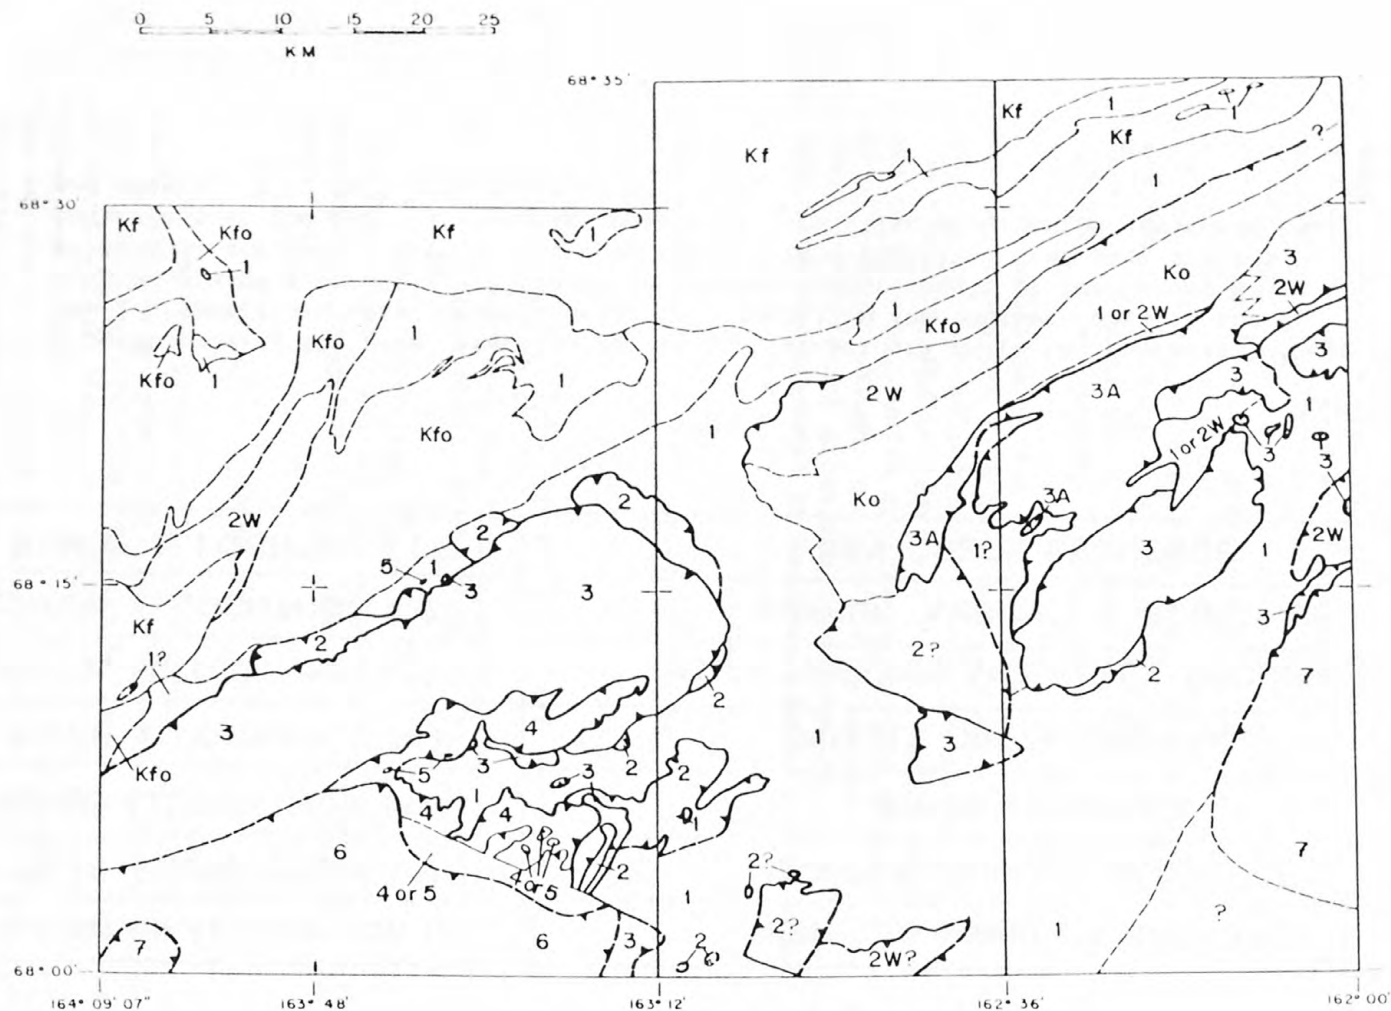 0 5 10 15 20 25
KM
68°35'
Kf 1 1
Kf Kf ?
Kf 1 1
68°30'
Kf Kfo Kf 1
1 Ko 3
2W
1 or 2W
Kfo 1 1 1 Kfo 3
Kfo 1 1 2W 3A 3 1
Kfo 1 1 or 2W
3 3
Ko 3A
2 2W 2
3A 1? 3 1 2W
68°15'
5 1 3 3
Kf 2 3
1? 2? 2 7
2
3 4 1 3
Kfo 5 3 2 3 2
4 1 4 1
6 2 2 2? 7
4 or 5 4 or 5
1 ?
7 6 3 2 2? 1
2W?
68°00'
164°09'07" 163°48' 163°12' 162°36' 162°00'